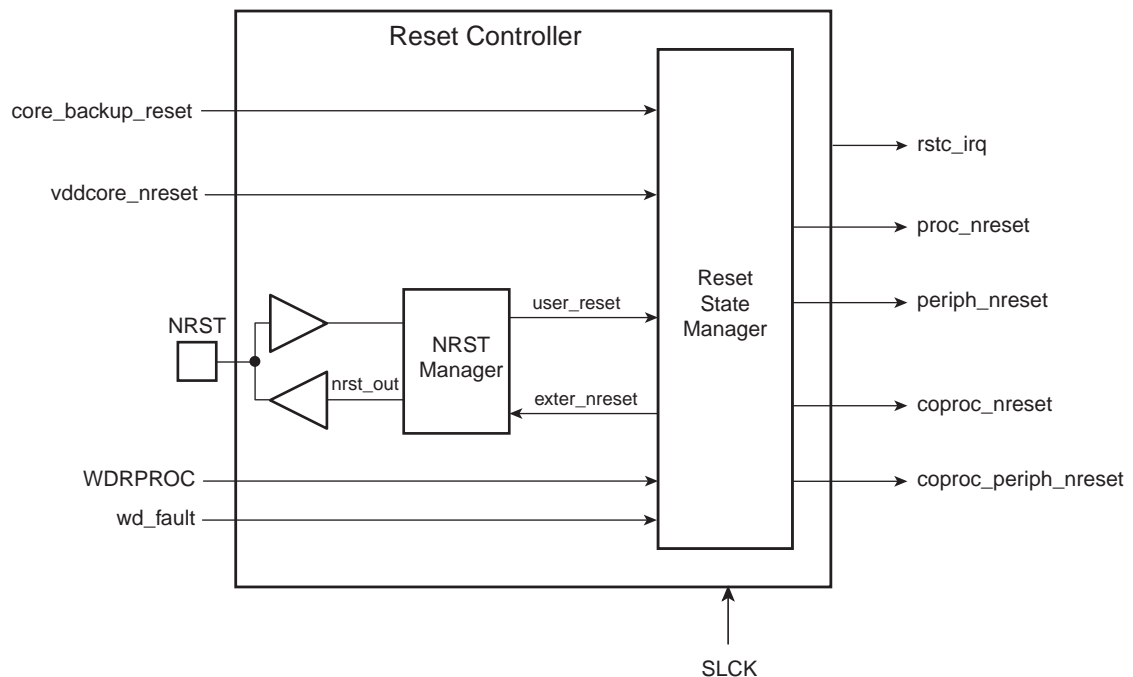 Reset Controller
core_backup_reset
rstc_irq
vddcore_nreset
proc_nreset
Reset
State
Manager
periph_nreset
user_reset
NRST
NRST
Manager
nrst_out
exter_nreset
coproc_nreset
WDRPROC
coproc_periph_nreset
wd_fault
SLCK